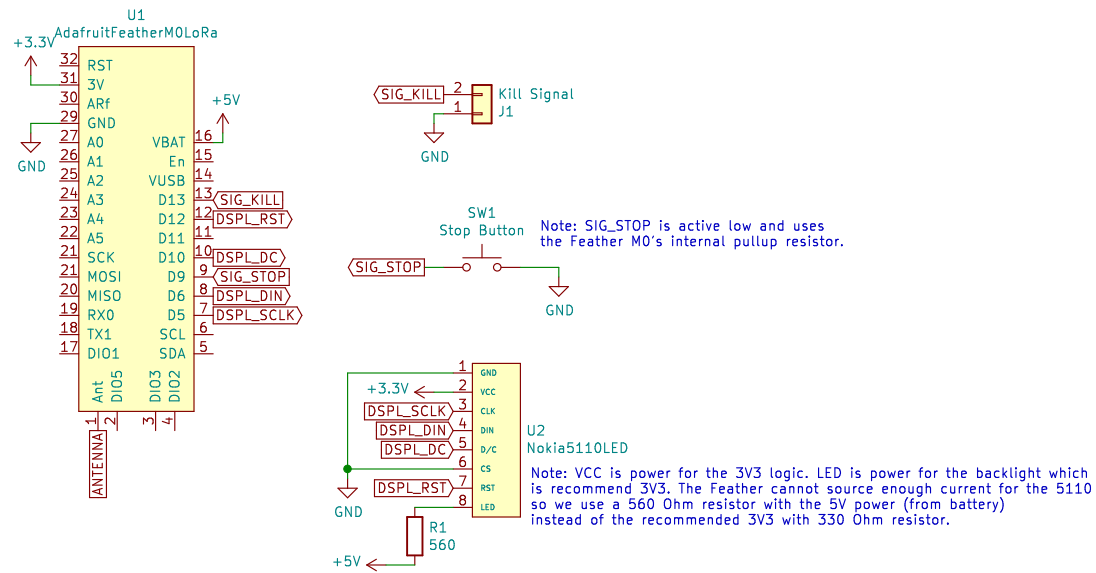 U1
AdafruitFeatherM0LoRa
+3.3V
32 RST
31 3V
30 ARf
29 GND
27 A0
26 A1
25 A2
24 A3
23 A4
22 A5
21 SCK
21 MOSI
20 MISO
19 RX0
18 TX1
17 DIO1
GND
+5V
VBAT 16
En 15
VUSB 14
D13 13 SIG_KILL
D12 12 DSPL_RST
D11 11
D10 10 DSPL_DC
D9 9 SIG_STOP
D6 8 DSPL_DIN
D5 7 DSPL_SCLK
SCL 6
SDA 5
Ant 1 ANTENNA
DIO5 2
DIO3 3
DIO2 4
SIG_KILL 2
1
Kill Signal
J1
GND
SW1
Stop Button
SIG_STOP
GND
Note: SIG_STOP is active low and uses
the Feather M0's internal pullup resistor.
1 GND
+3.3V 2 VCC
DSPL_SCLK 3 CLK
DSPL_DIN 4 DIN
DSPL_DC 5 D/C
6 CS
DSPL_RST 7 RST
8 LED
GND
U2
Nokia5110LED
R1
560
+5V
Note: VCC is power for the 3V3 logic. LED is power for the backlight which
is recommend 3V3. The Feather cannot source enough current for the 5110
so we use a 560 Ohm resistor with the 5V power (from battery)
instead of the recommended 3V3 with 330 Ohm resistor.